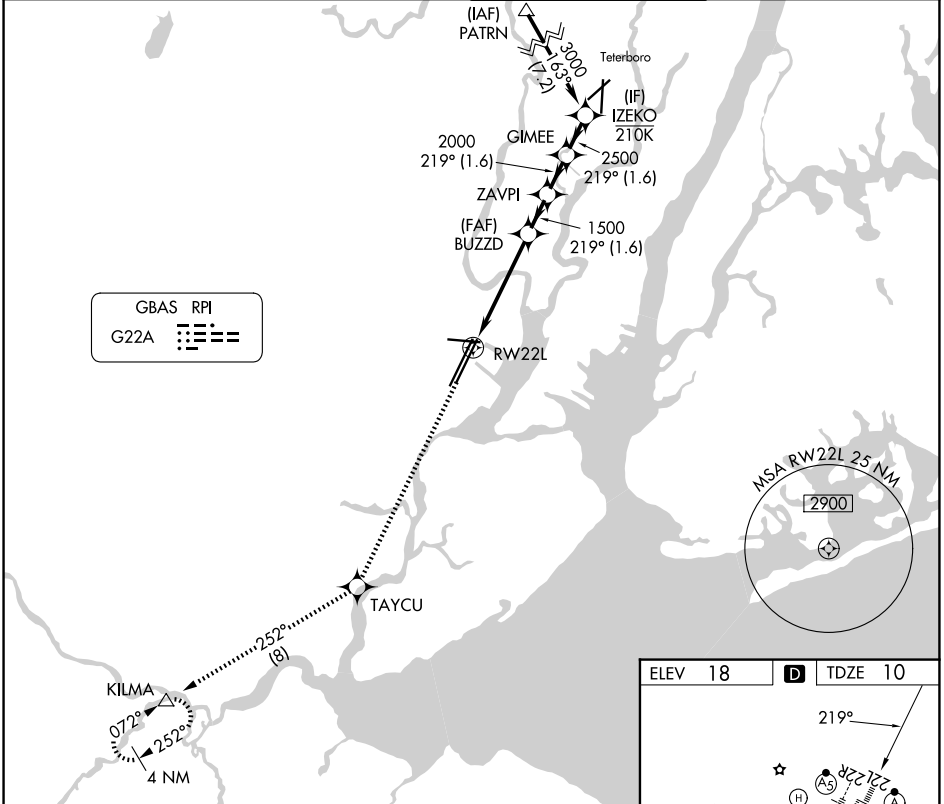 (IAF)
PATRN
3000
163°
(7.2)
Teterboro
(IF)
IZEKO
210K
GIMEE
2000
219° (1.6)
2500
219° (1.6)
ZAVPI
(FAF)
BUZZD
1500
219° (1.6)
GBAS RPI
G22A
RW22L
MSA RW22L 25 NM
2900
TAYCU
252°
(8)
KILMA
072°
252°
4 NM
ELEV 18 D TDZE 10
219°
22R
22L
A5
H
A